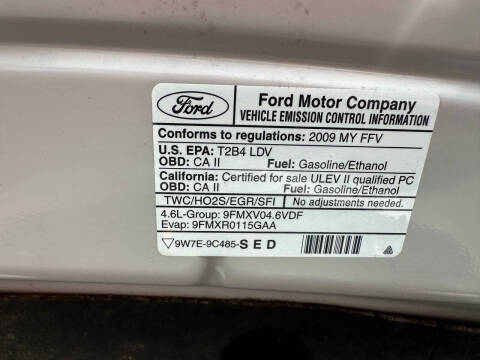 Ford
Ford Motor Company
VEHICLE EMISSION CONTROL INFORMATION
Conforms to regulations: 2009 MY FFV
U.S. EPA: T2B4 LDV
OBD: CA II Fuel: Gasoline/Ethanol
California: Certified for sale ULEV II qualified PC
OBD: CA II Fuel: Gasoline/Ethanol
TWC/HO2S/EGR/SFI No adjustments needed.
4.6L-Group: 9FMXV04.6VDF
Evap: 9FMXR0115GAA
9W7E-9C485-SED